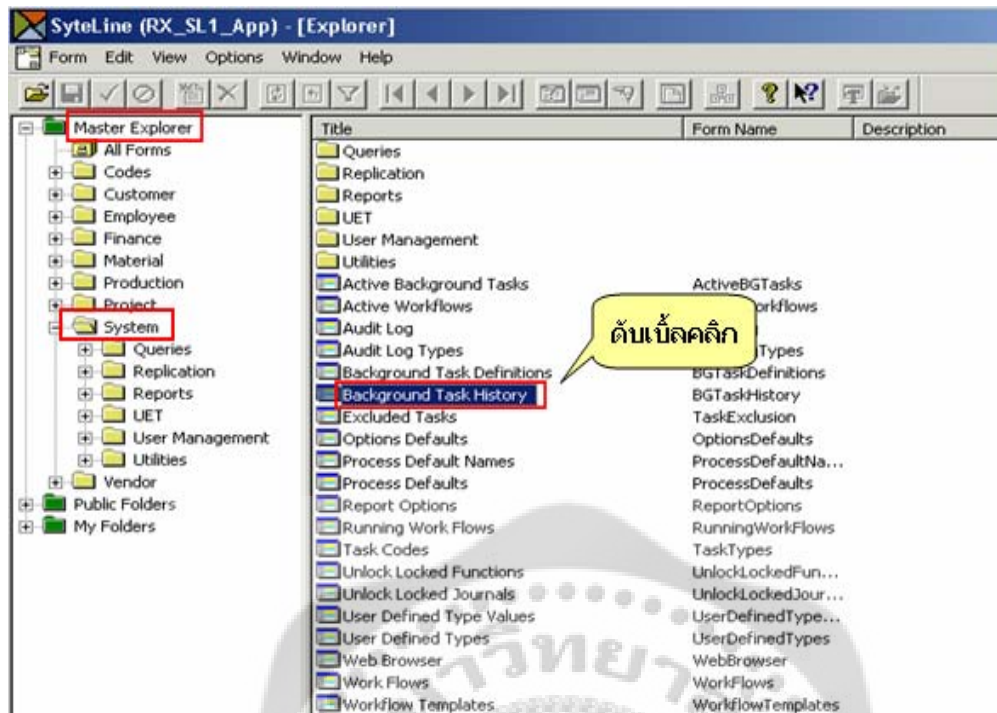 SyteLine (RX_SL1_App) - [Explorer]
Form Edit View Options Window Help
Master Explorer
All Forms
Codes
Customer
Employee
Finance
Material
Production
Project
System
Queries
Replication
Reports
UET
User Management
Utilities
Vendor
Public Folders
My Folders
Title Form Name Description
Queries
Replication
Reports
UET
User Management
Utilities
Active Background Tasks ActiveBGTasks
Active Workflows orkflows
Audit Log
Audit Log Types Types
Background Task Definitions BGTaskDefinitions
Background Task History BGTaskHistory
Excluded Tasks TaskExclusion
Options Defaults OptionsDefaults
Process Default Names ProcessDefaultNa...
Process Defaults ProcessDefaults
Report Options ReportOptions
Running Work Flows RunningWorkFlows
Task Codes TaskTypes
Unlock Locked Functions UnlockLockedFun...
Unlock Locked Journals UnlockLockedJour...
User Defined Type Values UserDefinedType...
User Defined Types UserDefinedTypes
Web Browser WebBrowser
Work Flows WorkFlows
Workflow Templates WorkflowTemplates
ดับเบิ้ลคลิก